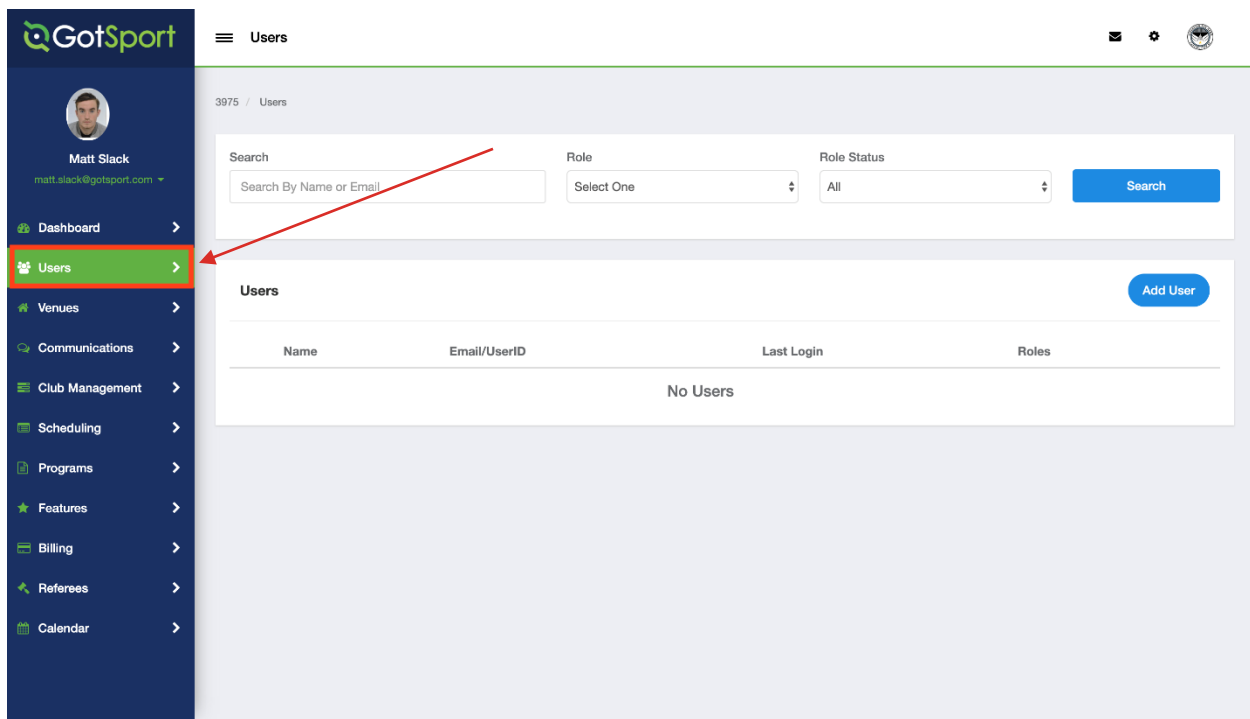 GotSport
Users
Matt Slack
matt.slack@gotsport.com
Dashboard
Users
Venues
Communications
Club Management
Scheduling
Programs
Features
Billing
Referees
Calendar
3975 / Users
Search Role Role Status
Search By Name or Email Select One All Search
Users Add User
Name Email/UserID Last Login Roles
No Users